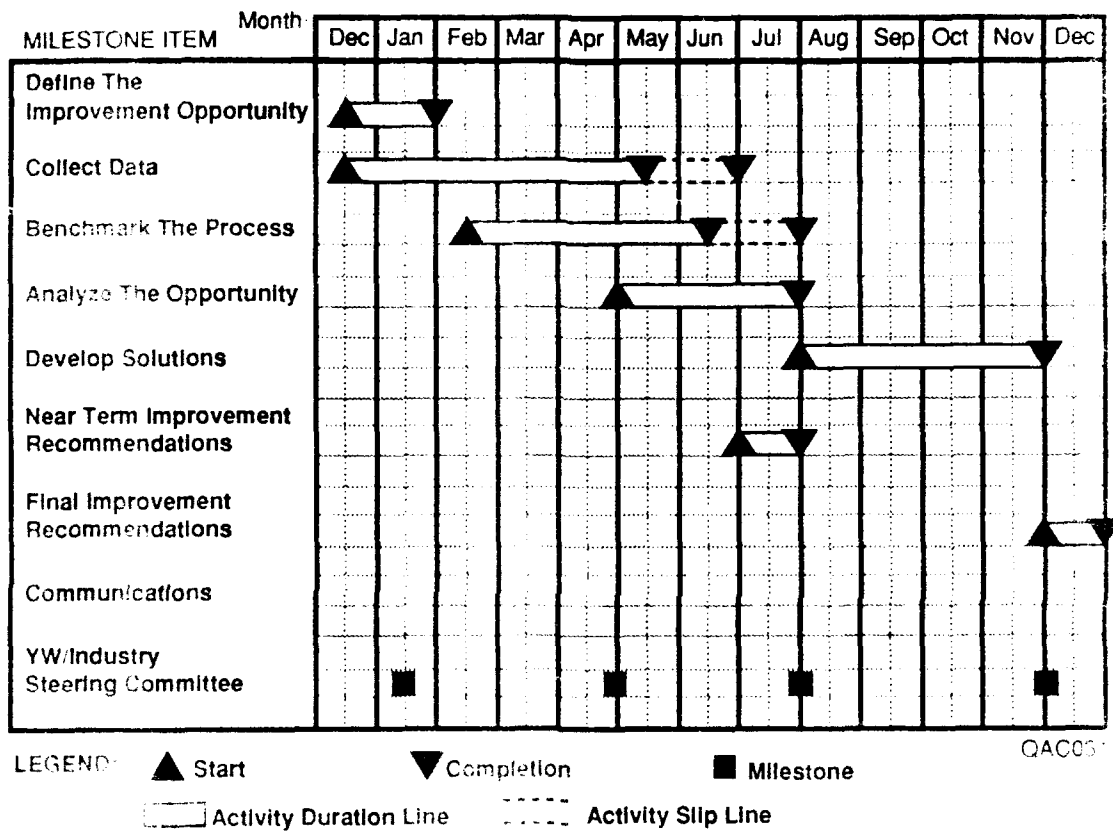 Month
MILESTONE ITEM
Dec Jan Feb Mar Apr May Jun Jul Aug Sep Oct Nov Dec
Define The
Improvement Opportunity
Collect Data
Benchmark The Process
Analyze The Opportunity
Develop Solutions
Near Term Improvement
Recommendations
Final Improvement
Recommendations
Communications
YW/Industry
Steering Committee
LEGEND: Start Completion Milestone
Activity Duration Line Activity Slip Line